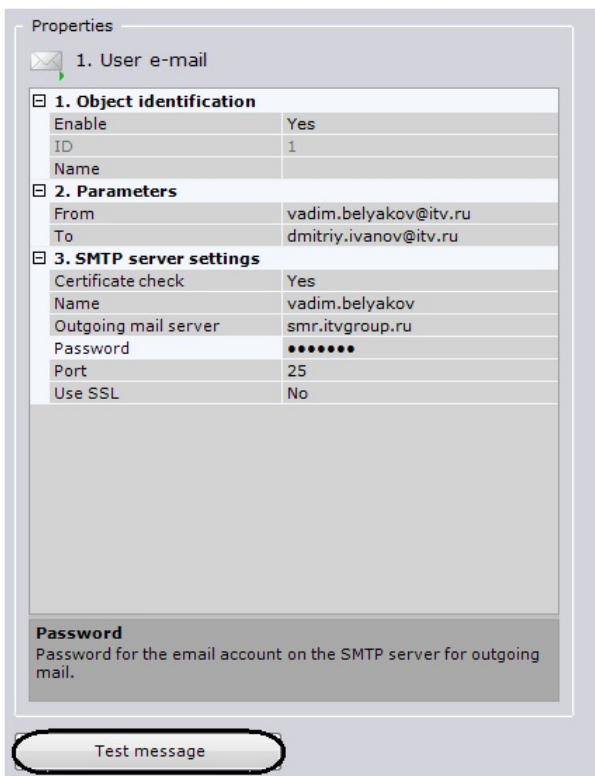 Properties
1. User e-mail
1. Object identification
Enable Yes
ID 1
Name
2. Parameters
From vadim.belyakov@itv.ru
To dmitriy.ivanov@itv.ru
3. SMTP server settings
Certificate check Yes
Name vadim.belyakov
Outgoing mail server smr.itvgroup.ru
Password •••••••
Port 25
Use SSL No
Password
Password for the email account on the SMTP server for outgoing
mail.
Test message